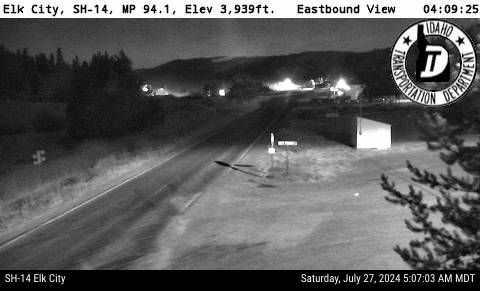 Elk City, SH-14, MP 94.1, Elev 3,939ft. Eastbound View 04:09:25
IDAHO
TRANSPORTATION DEPARTMENT
SH-14 Elk City Saturday, July 27, 2024 5:07:03 AM MDT